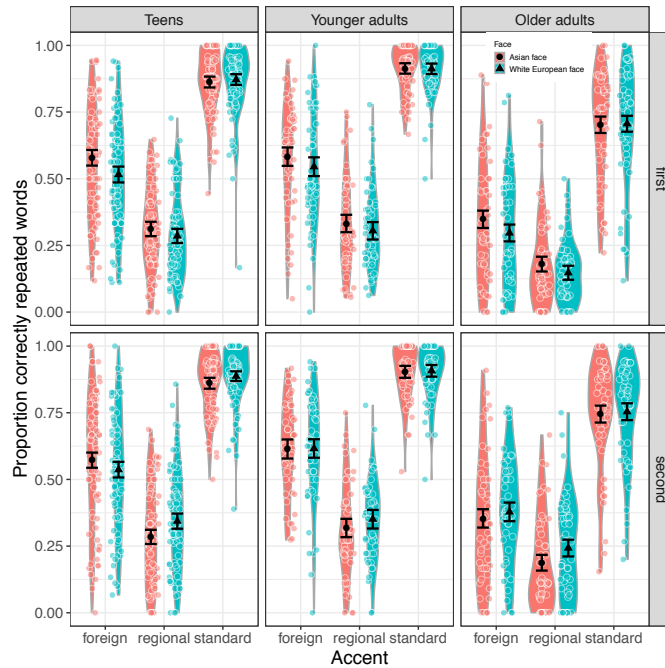 Teens Younger adults Older adults
Face
Asian face
White European face
1.00
0.75
0.50
0.25
0.00
first
1.00
0.75
0.50
0.25
0.00
second
Proportion correctly repeated words
foreign regional standard foreign regional standard foreign regional standard
Accent